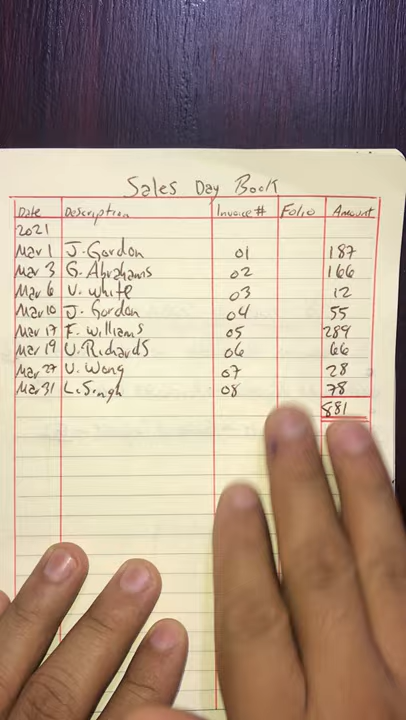 Sales Day Book
Date Description Invoice # Folio Amount
2021
Mar 1 J. Gordon 01 187
Mar 3 G. Abrahams 02 166
Mar 6 V. White 03 12
Mar 10 J. Gordon 04 55
Mar 17 F. Williams 05 289
Mar 19 U. Richards 06 66
Mar 27 V. Wong 07 28
Mar 31 L. Singh 08 78
881